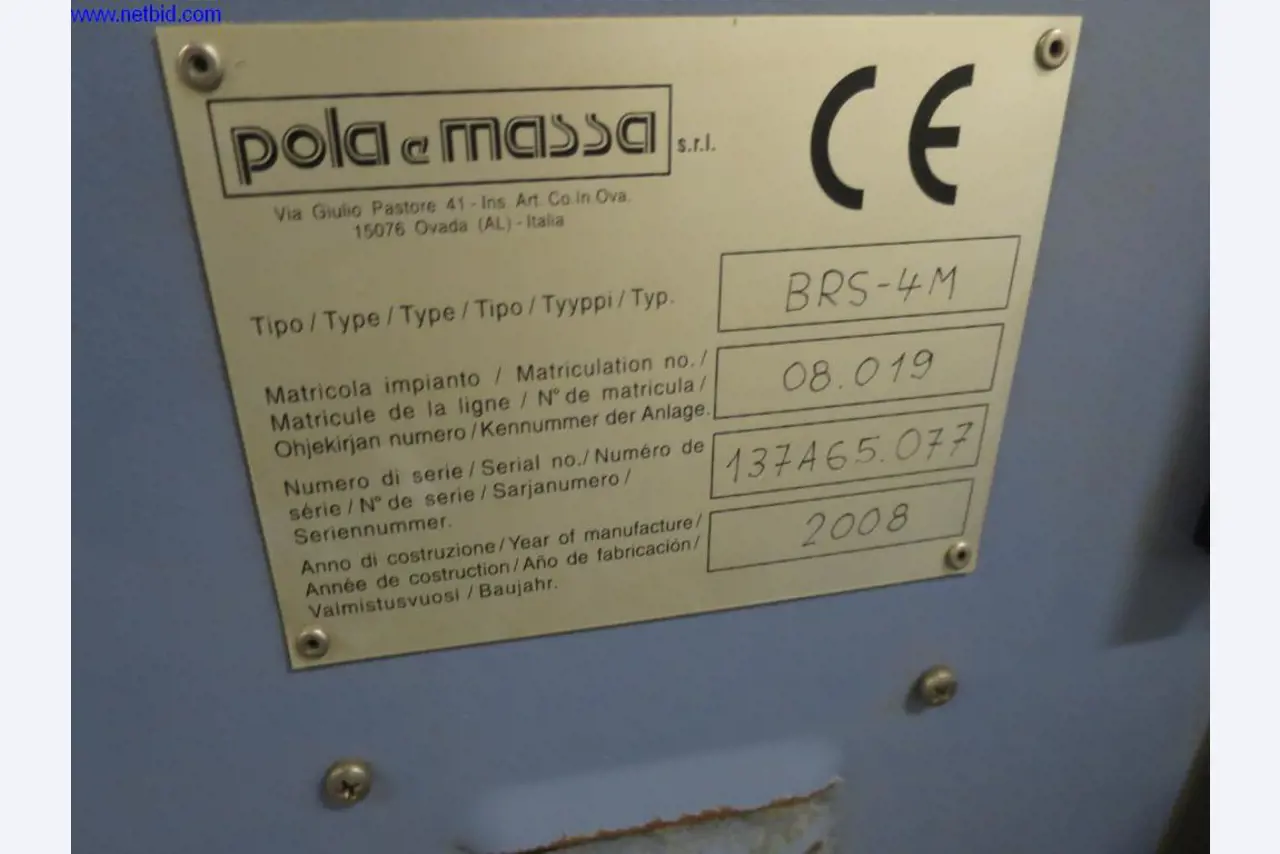 www.netbid.com
pola e massa s.r.l.
CE
Via Giulio Pastore 41 - Ins. Art. Co.In Ova.
15076 Ovada (AL) - Italia
Tipo / Type / Type / Tipo / Tyyppi / Typ.
BRS-4M
Matricola impianto / Matriculation no. /
Matricule de la ligne / N° de matricula /
Ohjekirjan numero / Kennummer der Anlage.
08.019
Numero di serie / Serial no./ Numéro de
série / N° de serie / Sarjanumero /
Seriennummer.
137A65.077
Anno di costruzione / Year of manufacture /
Année de costruction / Año de fabricación /
Valmistusvuosi / Baujahr.
2008